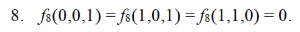 8. f8(0,0,1) = f8(1,0,1) = f8(1,1,0) = 0.